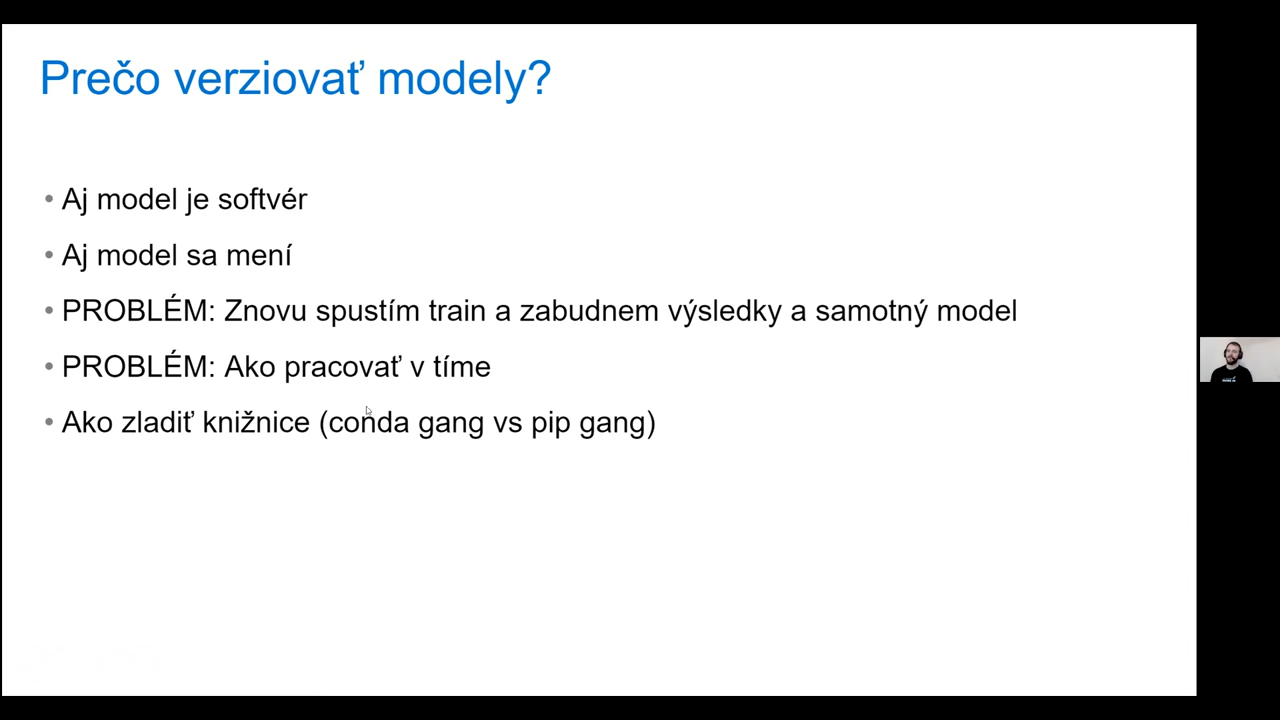 Prečo verziovať modely?
• Aj model je softvér
• Aj model sa mení
• PROBLÉM: Znovu spustím train a zabudnem výsledky a samotný model
• PROBLÉM: Ako pracovať v tíme
• Ako zladiť knižnice (conda gang vs pip gang)